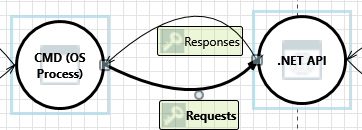 Responses
CMD (OS
Process)
.NET API
Requests